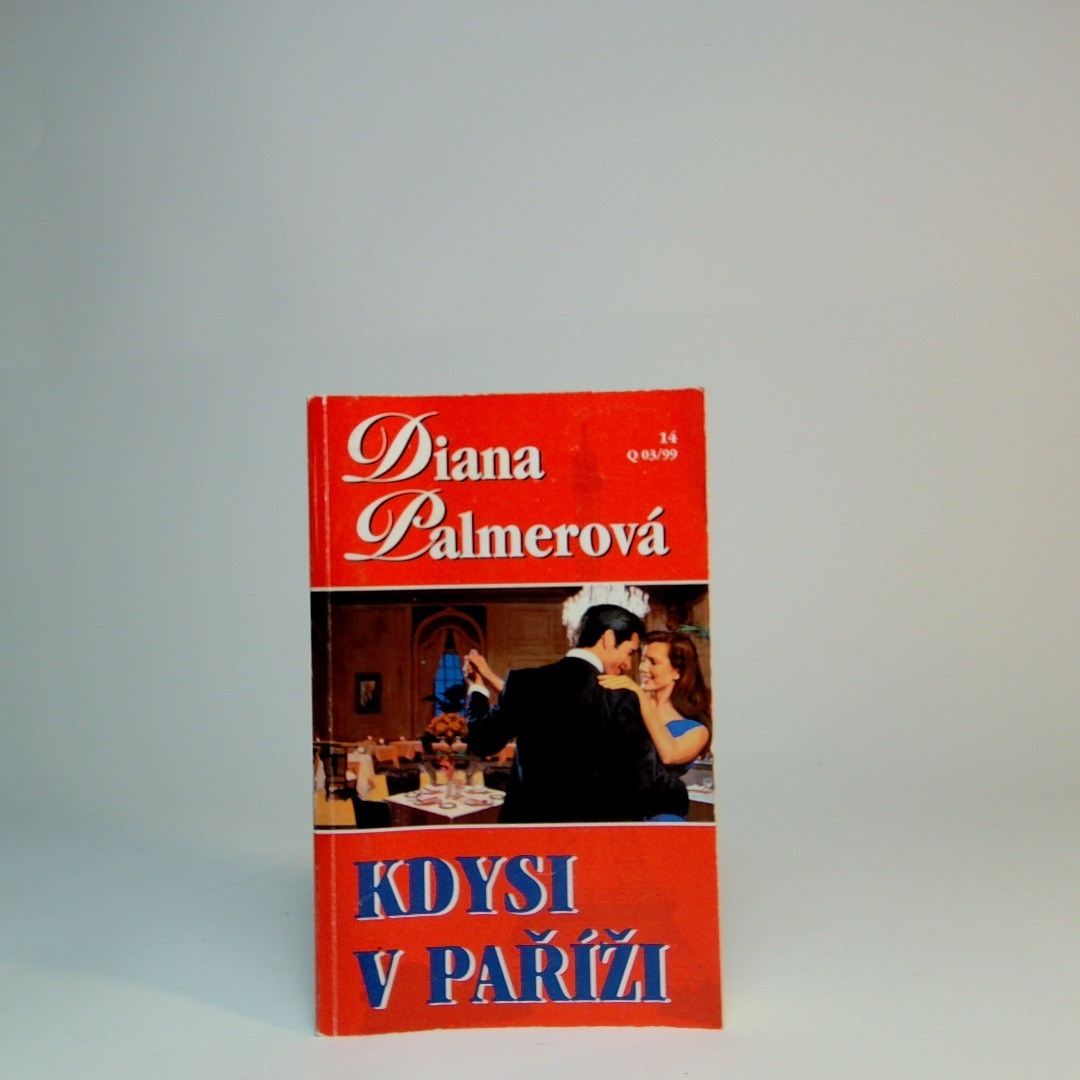 Diana
Palmerová
14
Q 03/99
KDYSI
V PAŘÍŽI